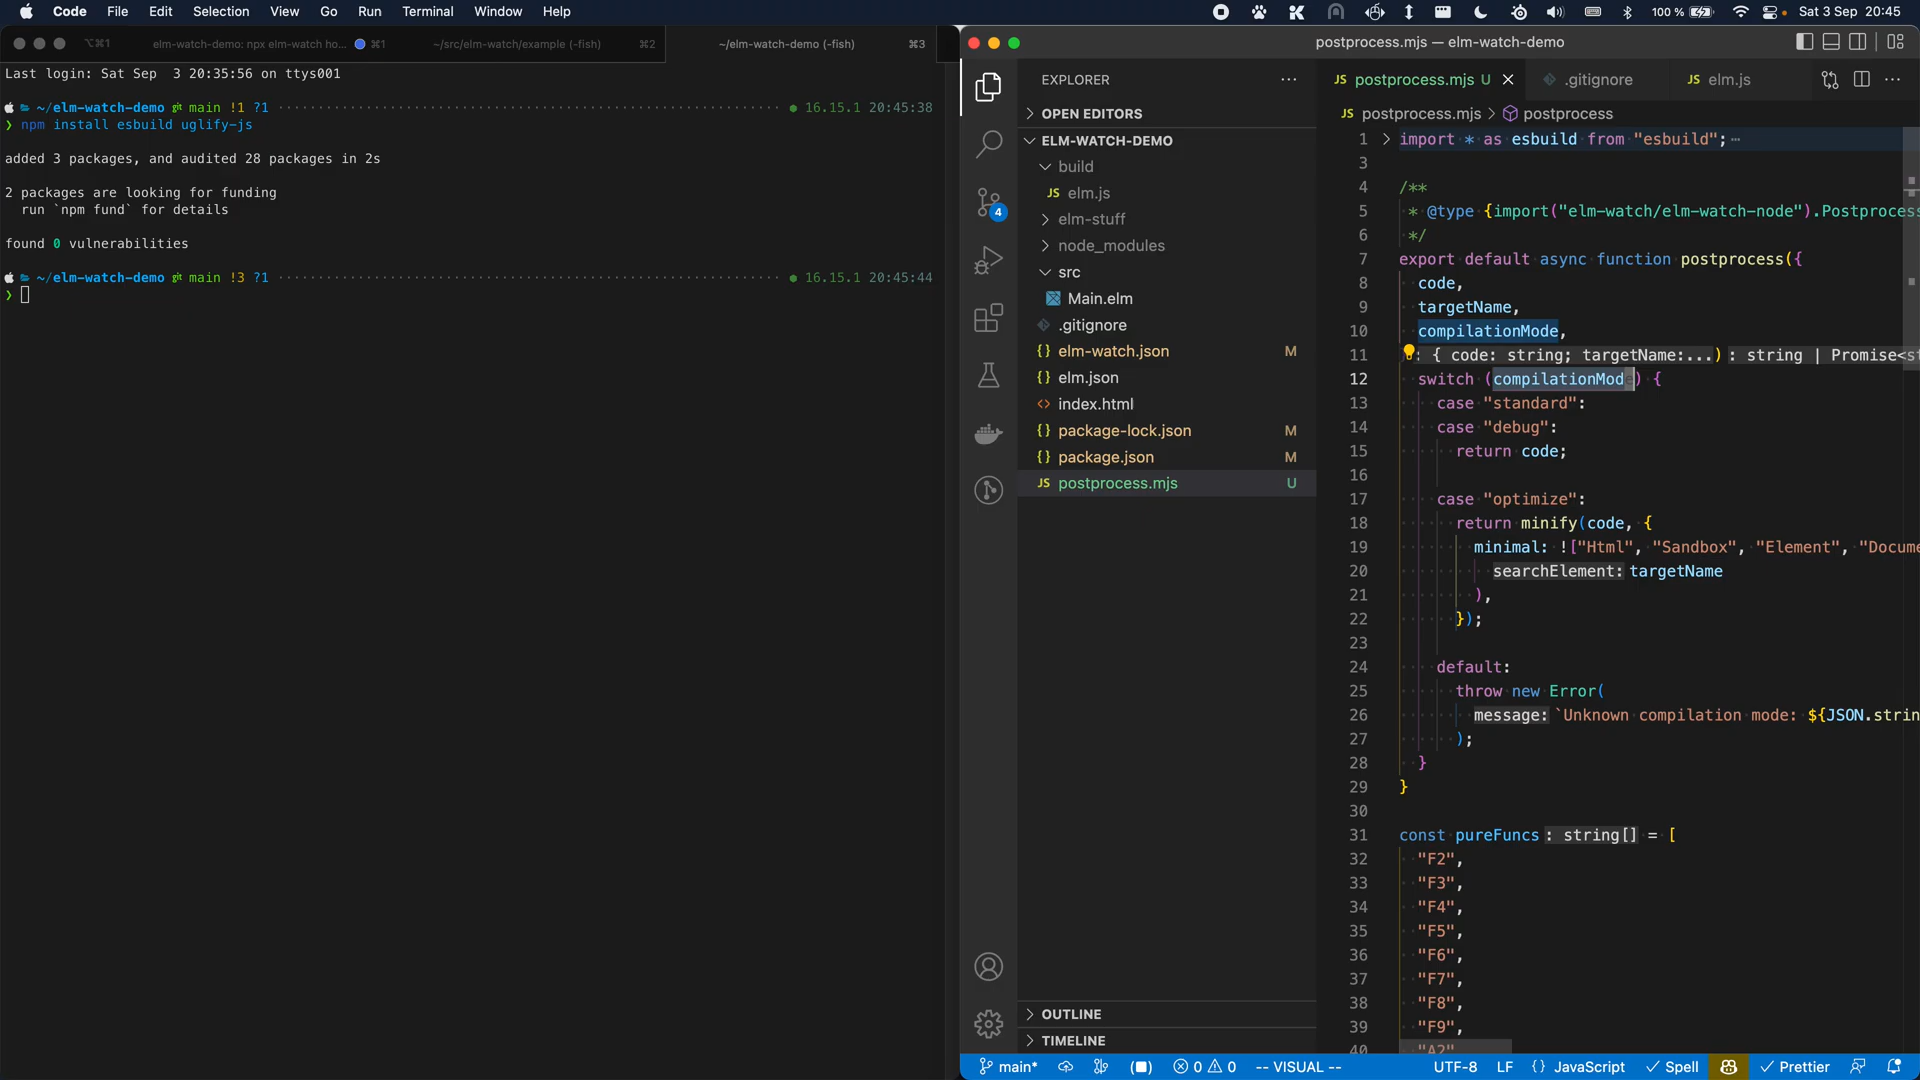 Code File Edit Selection View Go Run Terminal Window Help
100 % Sat 3 Sep 20:45
⌥⌘1 elm-watch-demo: npx elm-watch ho... ⌘1 ~/src/elm-watch/example (-fish) ⌘2 ~/elm-watch-demo (-fish) ⌘3
Last login: Sat Sep  3 20:35:56 on ttys001
~/elm-watch-demo main !1 ?1 16.15.1 20:45:38
❯ npm install esbuild uglify-js
added 3 packages, and audited 28 packages in 2s
2 packages are looking for funding
  run `npm fund` for details
found 0 vulnerabilities
~/elm-watch-demo main !3 ?1 16.15.1 20:45:44
❯
postprocess.mjs — elm-watch-demo
EXPLORER ···
OPEN EDITORS
ELM-WATCH-DEMO
build
JS elm.js
elm-stuff
node_modules
src
Main.elm
.gitignore
{} elm-watch.json M
{} elm.json
<> index.html
{} package-lock.json M
{} package.json M
JS postprocess.mjs U
OUTLINE
TIMELINE
4
JS postprocess.mjs U .gitignore JS elm.js ···
JS postprocess.mjs > postprocess
1 import * as esbuild from "esbuild";
3
4 /**
5  * @type {import("elm-watch/elm-watch-node").Postprocess
6  */
7 export default async function postprocess({
8   code,
9   targetName,
10   compilationMode,
11 : { code: string; targetName:...) : string | Promise<st
12   switch (compilationMode) {
13     case "standard":
14     case "debug":
15       return code;
16
17     case "optimize":
18       return minify(code, {
19         minimal: !["Html", "Sandbox", "Element", "Docume
20           searchElement: targetName
21         ),
22       });
23
24     default:
25       throw new Error(
26         message: `Unknown compilation mode: ${JSON.strin
27       );
28   }
29 }
30
31 const pureFuncs : string[] = [
32   "F2",
33   "F3",
34   "F4",
35   "F5",
36   "F6",
37   "F7",
38   "F8",
39   "F9",
40   "A2"
main* 0 0 -- VISUAL -- UTF-8 LF {} JavaScript Spell Prettier